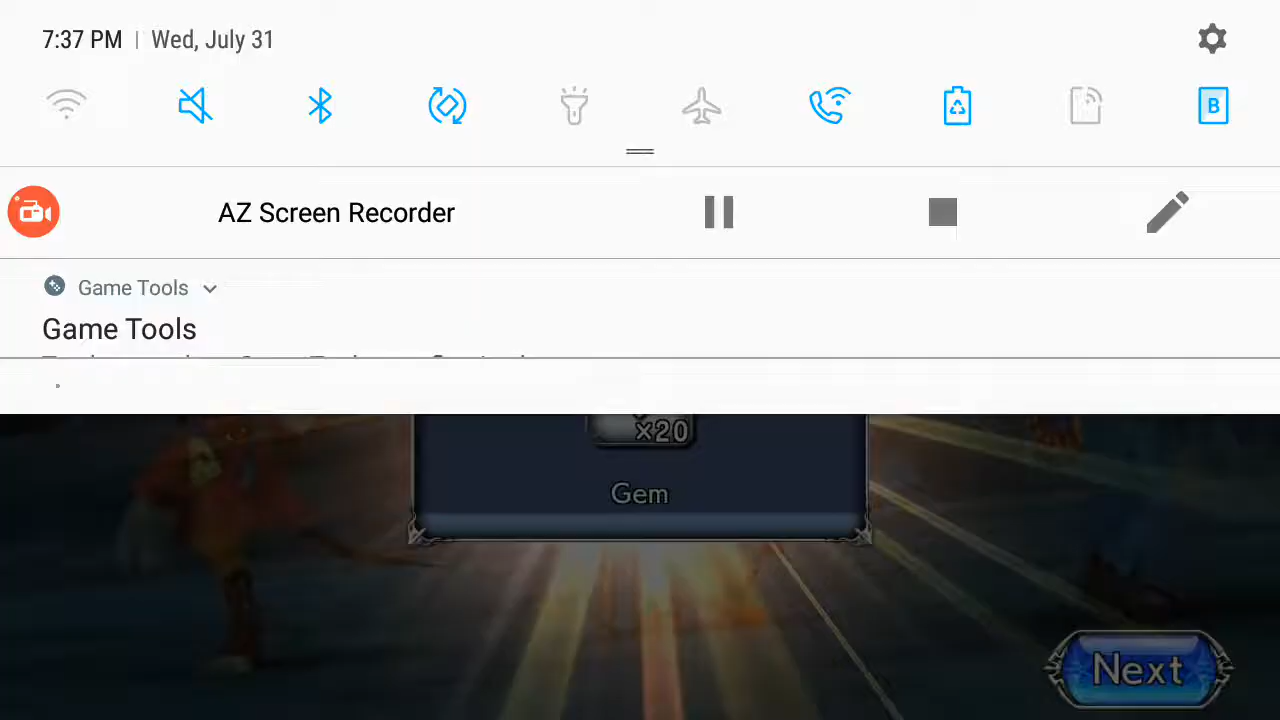 7:37 PM | Wed, July 31
B
AZ Screen Recorder
Game Tools
Game Tools
×20
Gem
Next